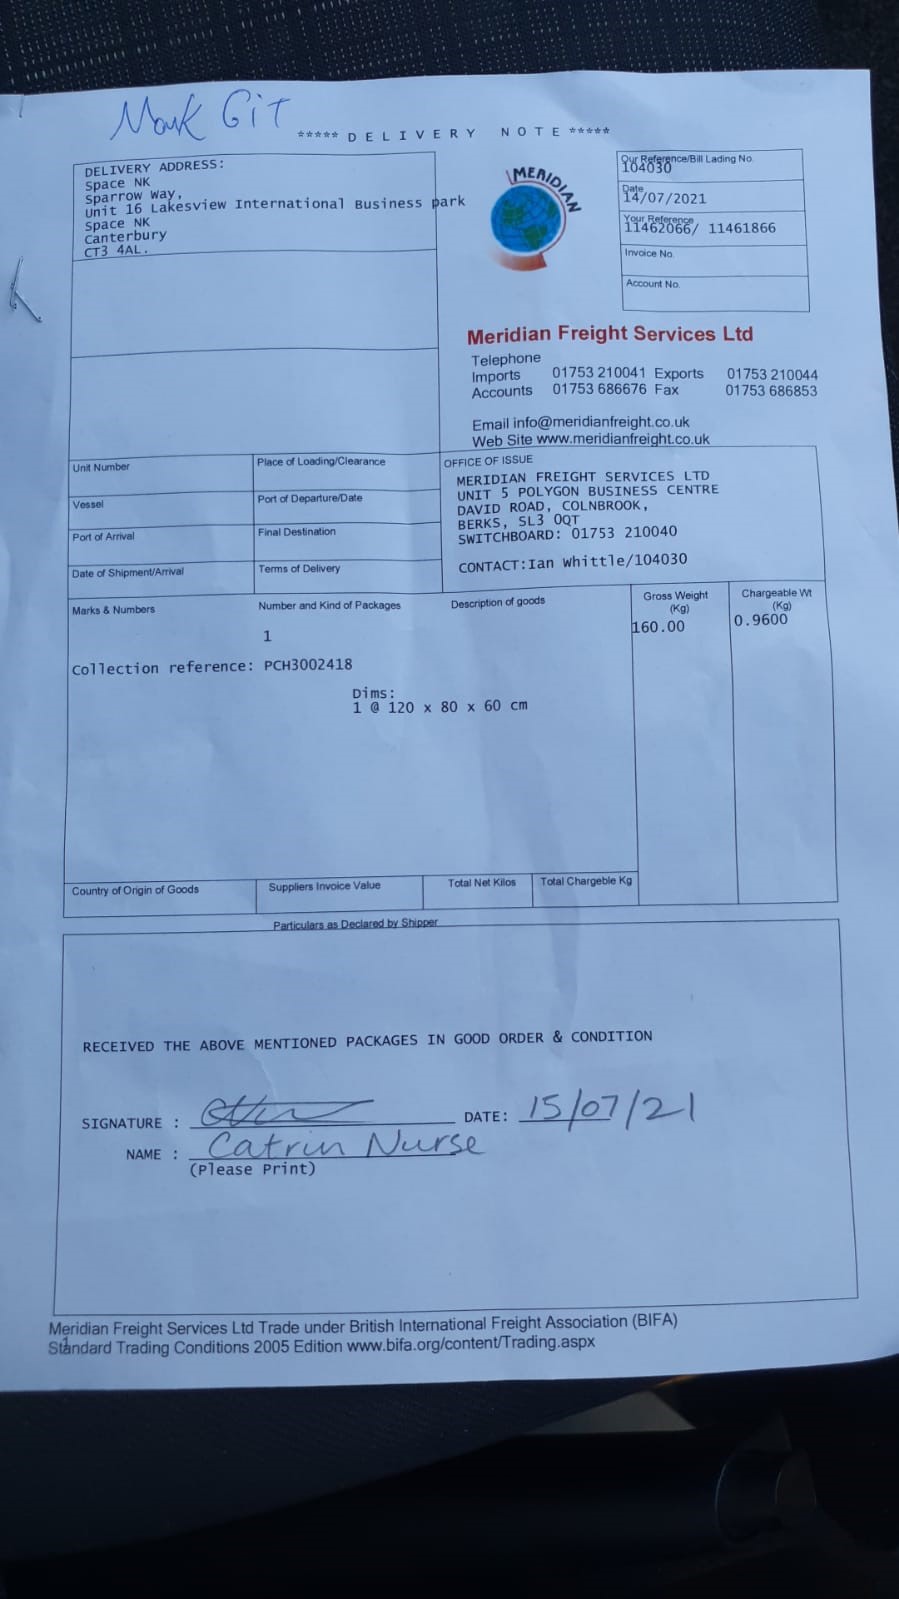 Mark GIT
***** D E L I V E R Y   N O T E *****
DELIVERY ADDRESS:
Space NK
Sparrow Way,
Unit 16 Lakesview International Business park
Space NK
Canterbury
CT3 4AL.
MERIDIAN
Our Reference/Bill Lading No.
104030
Date
14/07/2021
Your Reference
11462066/ 11461866
Invoice No.
Account No.
Meridian Freight Services Ltd
Telephone
Imports 01753 210041 Exports 01753 210044
Accounts 01753 686676 Fax 01753 686853
Email info@meridianfreight.co.uk
Web Site www.meridianfreight.co.uk
Unit Number
Place of Loading/Clearance
Vessel
Port of Departure/Date
Port of Arrival
Final Destination
Date of Shipment/Arrival
Terms of Delivery
OFFICE OF ISSUE
MERIDIAN FREIGHT SERVICES LTD
UNIT 5 POLYGON BUSINESS CENTRE
DAVID ROAD, COLNBROOK,
BERKS, SL3 0QT
SWITCHBOARD: 01753 210040
CONTACT:Ian Whittle/104030
Marks & Numbers
Number and Kind of Packages
Description of goods
Gross Weight
(Kg)
Chargeable Wt
(Kg)
1
160.00
0.9600
Collection reference: PCH3002418
Dims:
1 @ 120 x 80 x 60 cm
Country of Origin of Goods
Suppliers Invoice Value
Total Net Kilos
Total Chargeble Kg
Particulars as Declared by Shipper
RECEIVED THE ABOVE MENTIONED PACKAGES IN GOOD ORDER & CONDITION
SIGNATURE :
DATE: 15/07/21
NAME : Catrin Nurse
(Please Print)
Meridian Freight Services Ltd Trade under British International Freight Association (BIFA)
Standard Trading Conditions 2005 Edition www.bifa.org/content/Trading.aspx
1